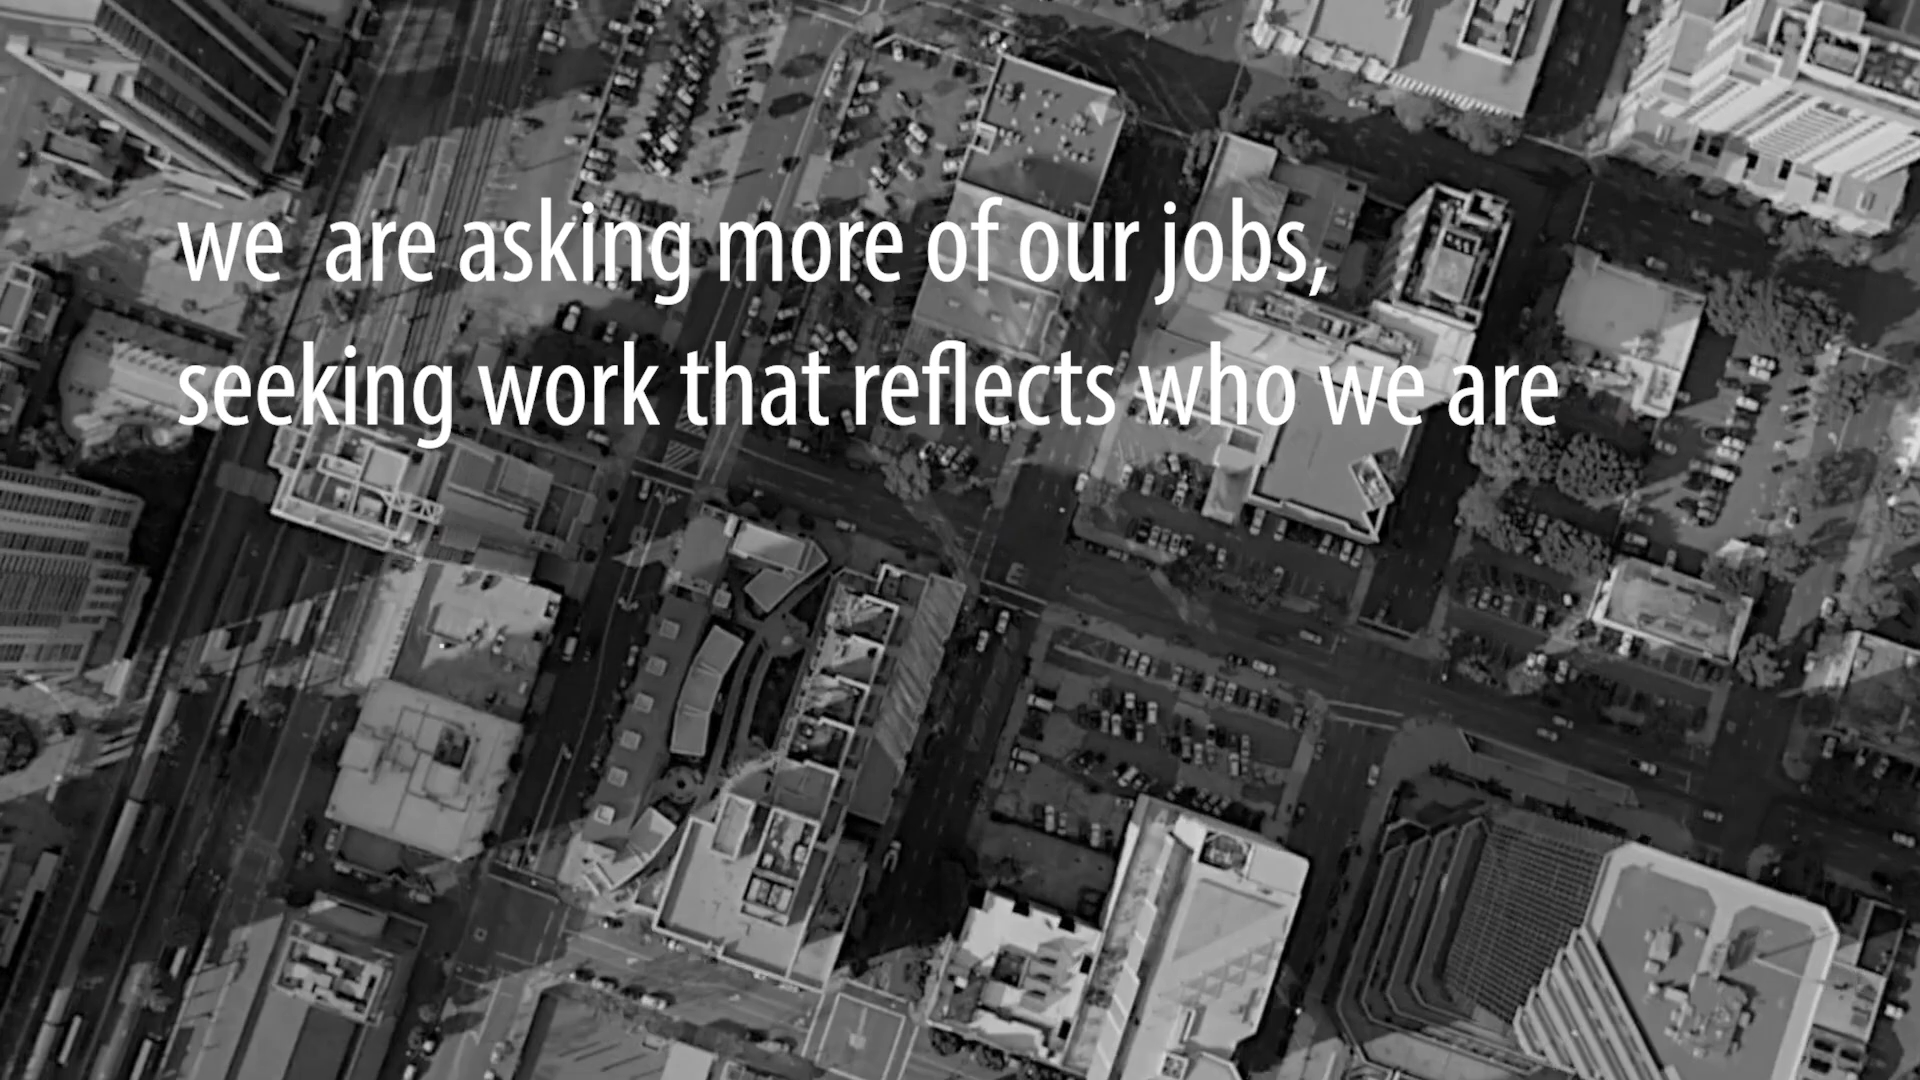 we  are asking more of our jobs,
seeking work that reflects who we are